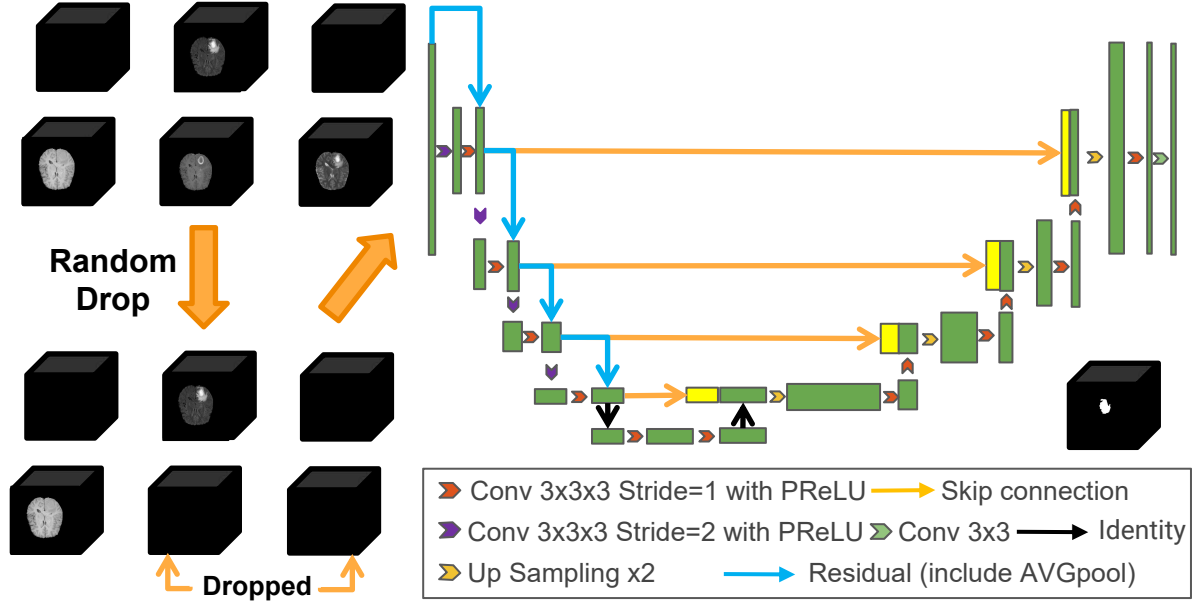 Random
Drop
Dropped
Conv 3x3x3 Stride=1 with PReLU Skip connection
Conv 3x3x3 Stride=2 with PReLU Conv 3x3 Identity
Up Sampling x2 Residual (include AVGpool)